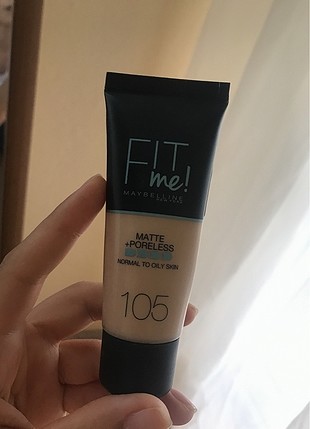 FIT
me!
MAYBELLINE
MATTE
+PORELESS
NORMAL TO OILY SKIN
105